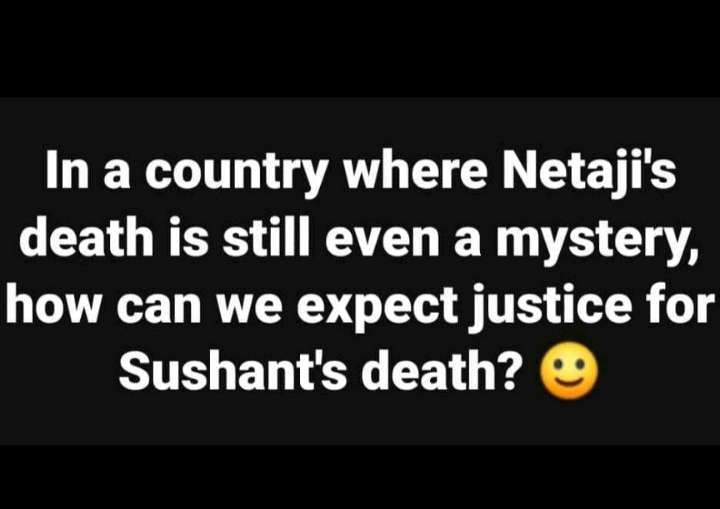 In a country where Netaji's
death is still even a mystery,
how can we expect justice for
Sushant's death? 🙂